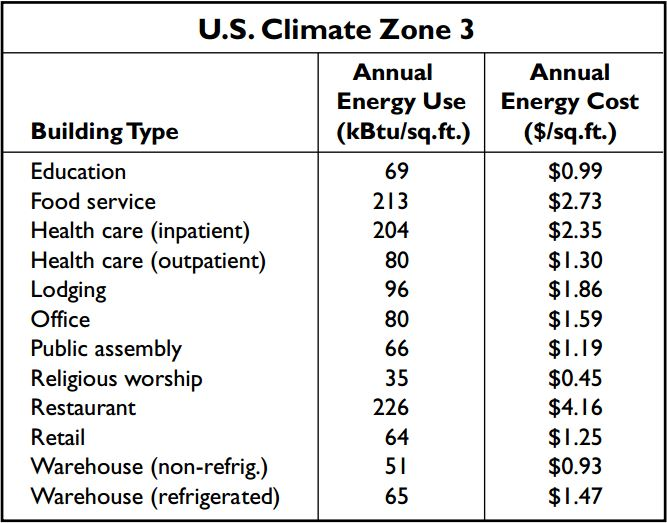 U.S. Climate Zone 3
Building Type Annual Energy Use (kBtu/sq.ft.) Annual Energy Cost ($/sq.ft.)
Education 69 $0.99
Food service 213 $2.73
Health care (inpatient) 204 $2.35
Health care (outpatient) 80 $1.30
Lodging 96 $1.86
Office 80 $1.59
Public assembly 66 $1.19
Religious worship 35 $0.45
Restaurant 226 $4.16
Retail 64 $1.25
Warehouse (non-refrig.) 51 $0.93
Warehouse (refrigerated) 65 $1.47